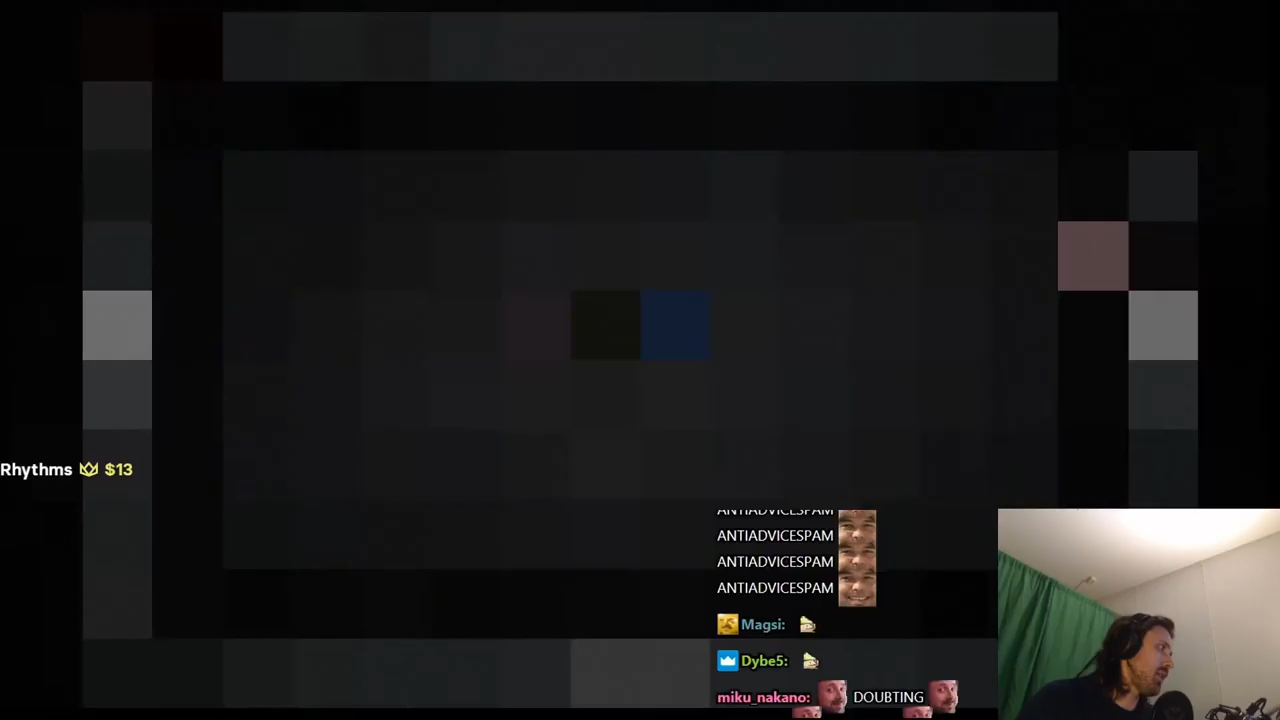 Rhythms $13
ANTIADVICESPAM
ANTIADVICESPAM
ANTIADVICESPAM
ANTIADVICESPAM
Magsi:
Dybe5:
miku_nakano: DOUBTING